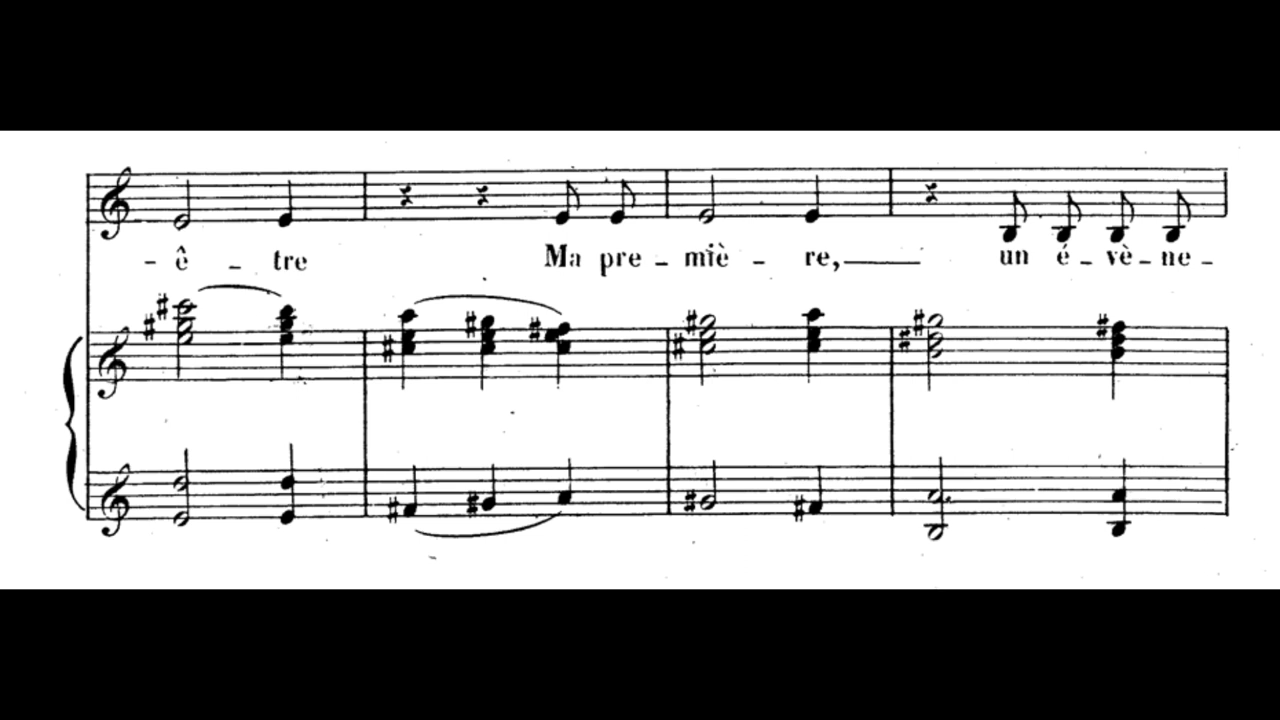 - ê - tre Ma pre - miè - re, un é - vè - ne -